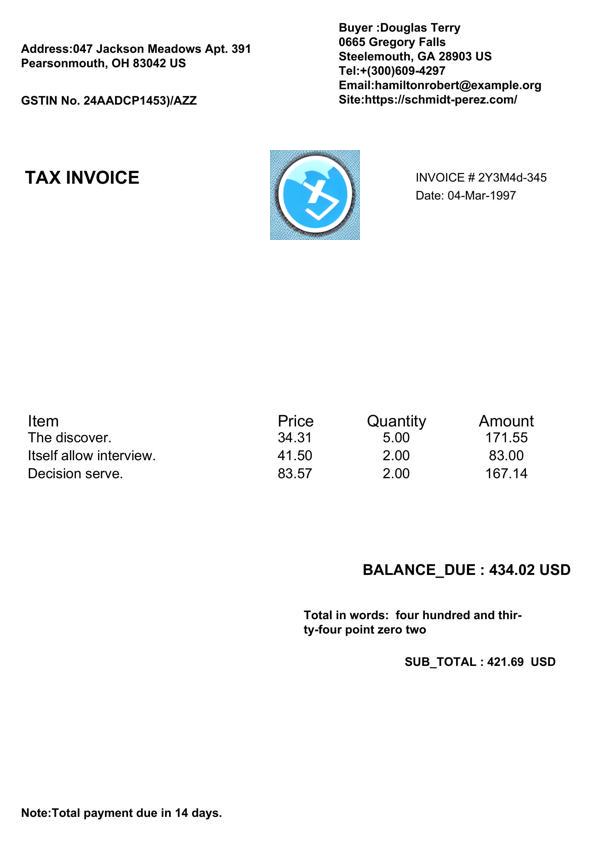 Address:047 Jackson Meadows Apt. 391
Pearsonmouth, OH 83042 US
GSTIN No. 24AADCP1453)/AZZ
Buyer :Douglas Terry
0665 Gregory Falls
Steelemouth, GA 28903 US
Tel:+(300)609-4297
Email:hamiltonrobert@example.org
Site:https://schmidt-perez.com/
TAX INVOICE
INVOICE # 2Y3M4d-345
Date: 04-Mar-1997
Item Price Quantity Amount
The discover. 34.31 5.00 171.55
Itself allow interview. 41.50 2.00 83.00
Decision serve. 83.57 2.00 167.14
BALANCE_DUE : 434.02 USD
Total in words:  four hundred and thir-
ty-four point zero two
SUB_TOTAL : 421.69  USD
Note:Total payment due in 14 days.